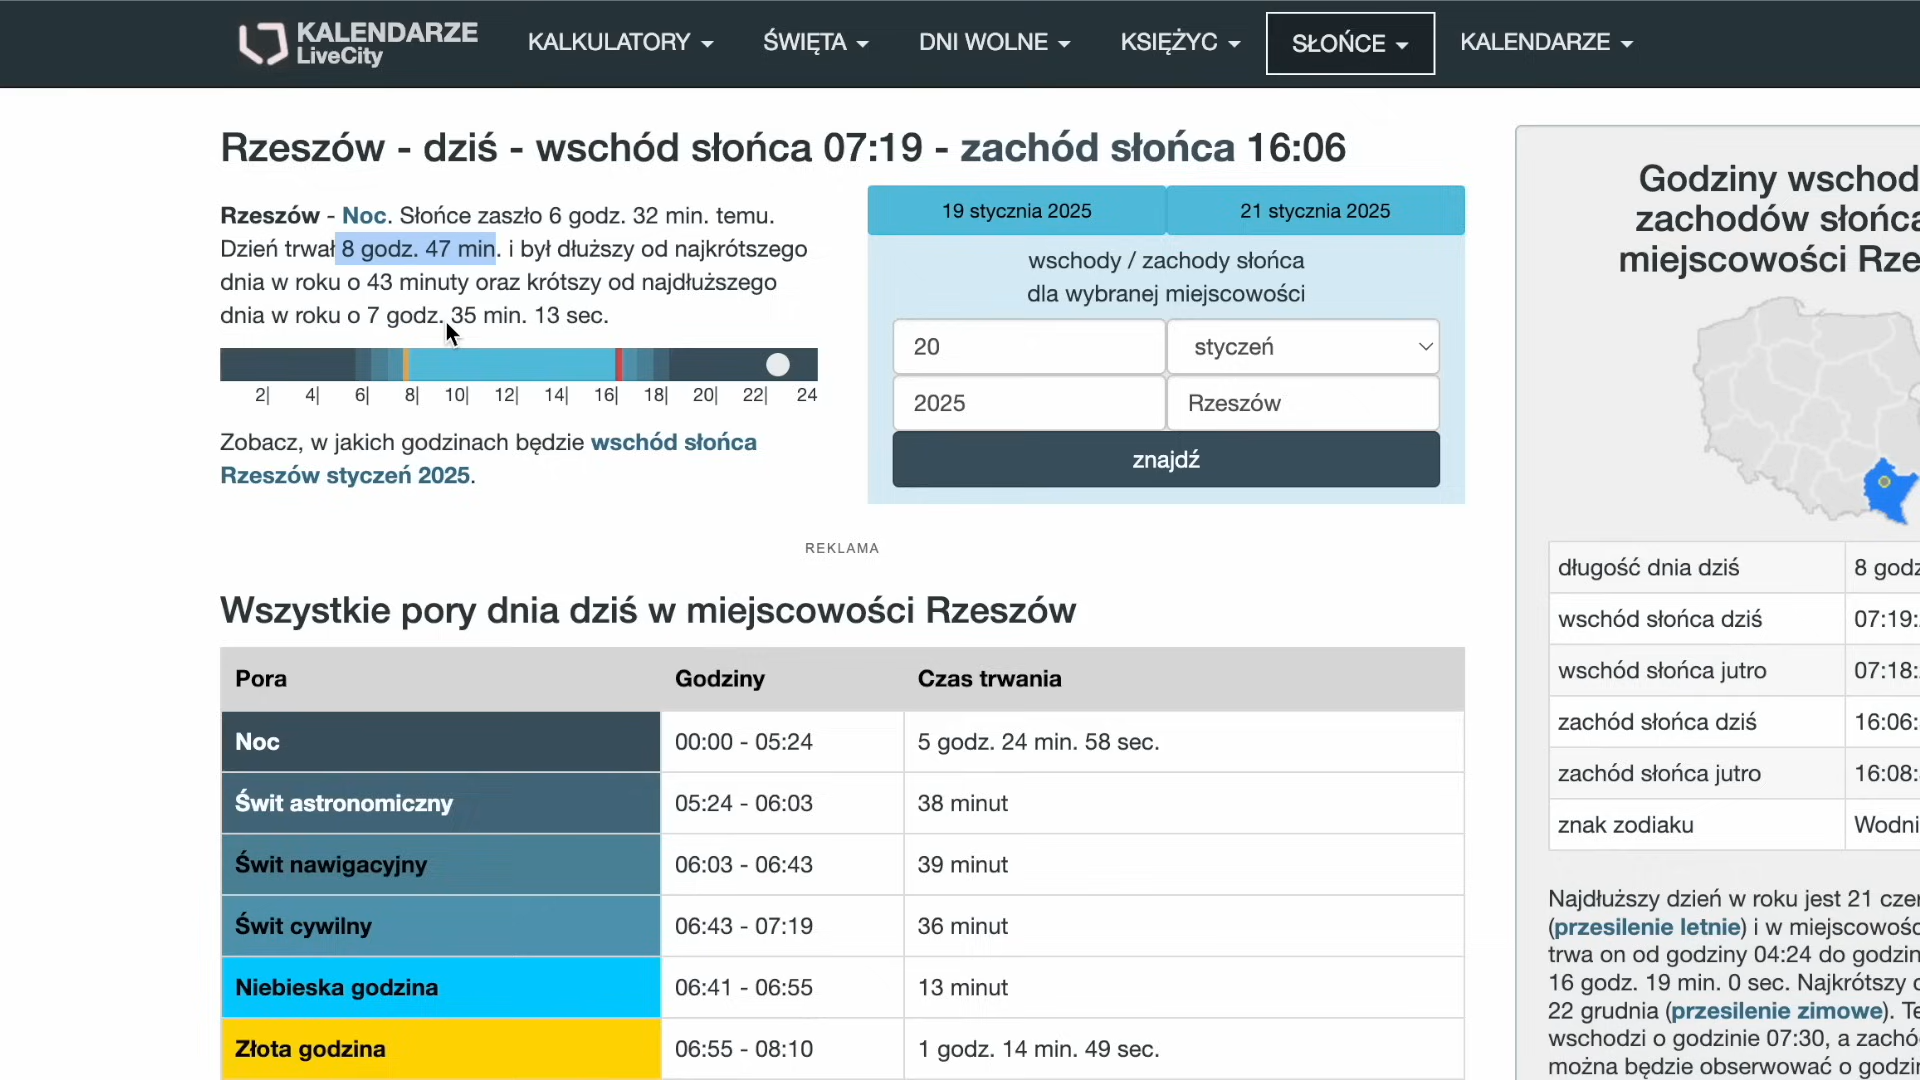 KALENDARZE
LiveCity
KALKULATORY
ŚWIĘTA
DNI WOLNE
KSIĘŻYC
SŁOŃCE
KALENDARZE
Rzeszów - dziś - wschód słońca 07:19 - zachód słońca 16:06
Rzeszów - Noc. Słońce zaszło 6 godz. 32 min. temu.
Dzień trwał 8 godz. 47 min. i był dłuższy od najkrótszego
dnia w roku o 43 minuty oraz krótszy od najdłuższego
dnia w roku o 7 godz. 35 min. 13 sec.
2| 4| 6| 8| 10| 12| 14| 16| 18| 20| 22| 24
Zobacz, w jakich godzinach będzie wschód słońca
Rzeszów styczeń 2025.
19 stycznia 2025
21 stycznia 2025
wschody / zachody słońca
dla wybranej miejscowości
20
styczeń
2025
Rzeszów
znajdź
REKLAMA
Wszystkie pory dnia dziś w miejscowości Rzeszów
Pora Godziny Czas trwania
Noc 00:00 - 05:24 5 godz. 24 min. 58 sec.
Świt astronomiczny 05:24 - 06:03 38 minut
Świt nawigacyjny 06:03 - 06:43 39 minut
Świt cywilny 06:43 - 07:19 36 minut
Niebieska godzina 06:41 - 06:55 13 minut
Złota godzina 06:55 - 08:10 1 godz. 14 min. 49 sec.
Godziny wschod
zachodów słońca
miejscowości Rze
długość dnia dziś 8 godz
wschód słońca dziś 07:19:
wschód słońca jutro 07:18:
zachód słońca dziś 16:06:
zachód słońca jutro 16:08:
znak zodiaku Wodni
Najdłuższy dzień w roku jest 21 czer
(przesilenie letnie) i w miejscowośc
trwa on od godziny 04:24 do godzin
16 godz. 19 min. 0 sec. Najkrótszy d
22 grudnia (przesilenie zimowe). Te
wschodzi o godzinie 07:30, a zachó
można będzie obserwować o godzin